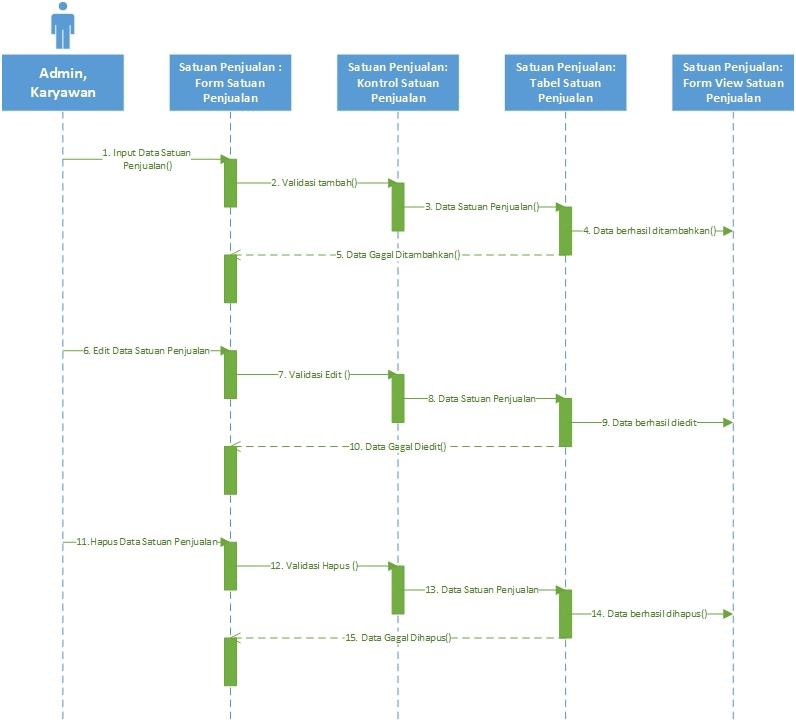 Admin,
Karyawan
Satuan Penjualan :
Form Satuan
Penjualan
Satuan Penjualan:
Kontrol Satuan
Penjualan
Satuan Penjualan:
Tabel Satuan
Penjualan
Satuan Penjualan:
Form View Satuan
Penjualan
1. Input Data Satuan
Penjualan()
2. Validasi tambah()
3. Data Satuan Penjualan()
4. Data berhasil ditambahkan()
5. Data Gagal Ditambahkan()
6. Edit Data Satuan Penjualan
7. Validasi Edit ()
8. Data Satuan Penjualan
9. Data berhasil diedit
10. Data Gagal Diedit()
11.Hapus Data Satuan Penjualan
12. Validasi Hapus ()
13. Data Satuan Penjualan
14. Data berhasil dihapus()
15. Data Gagal Dihapus()